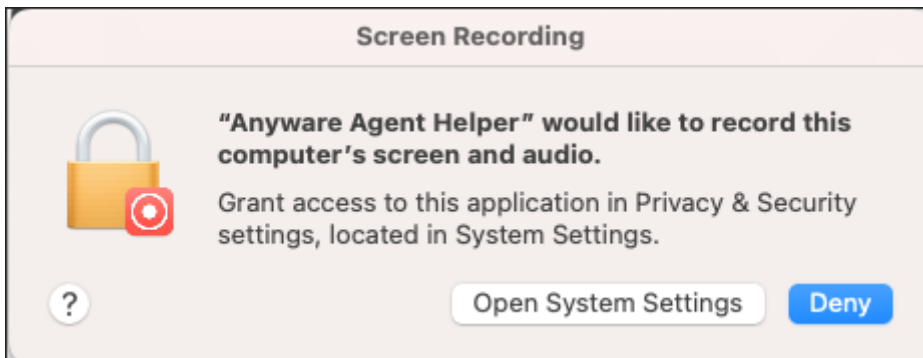 Screen Recording
“Anyware Agent Helper” would like to record this
computer’s screen and audio.
Grant access to this application in Privacy & Security
settings, located in System Settings.
?
Open System Settings
Deny